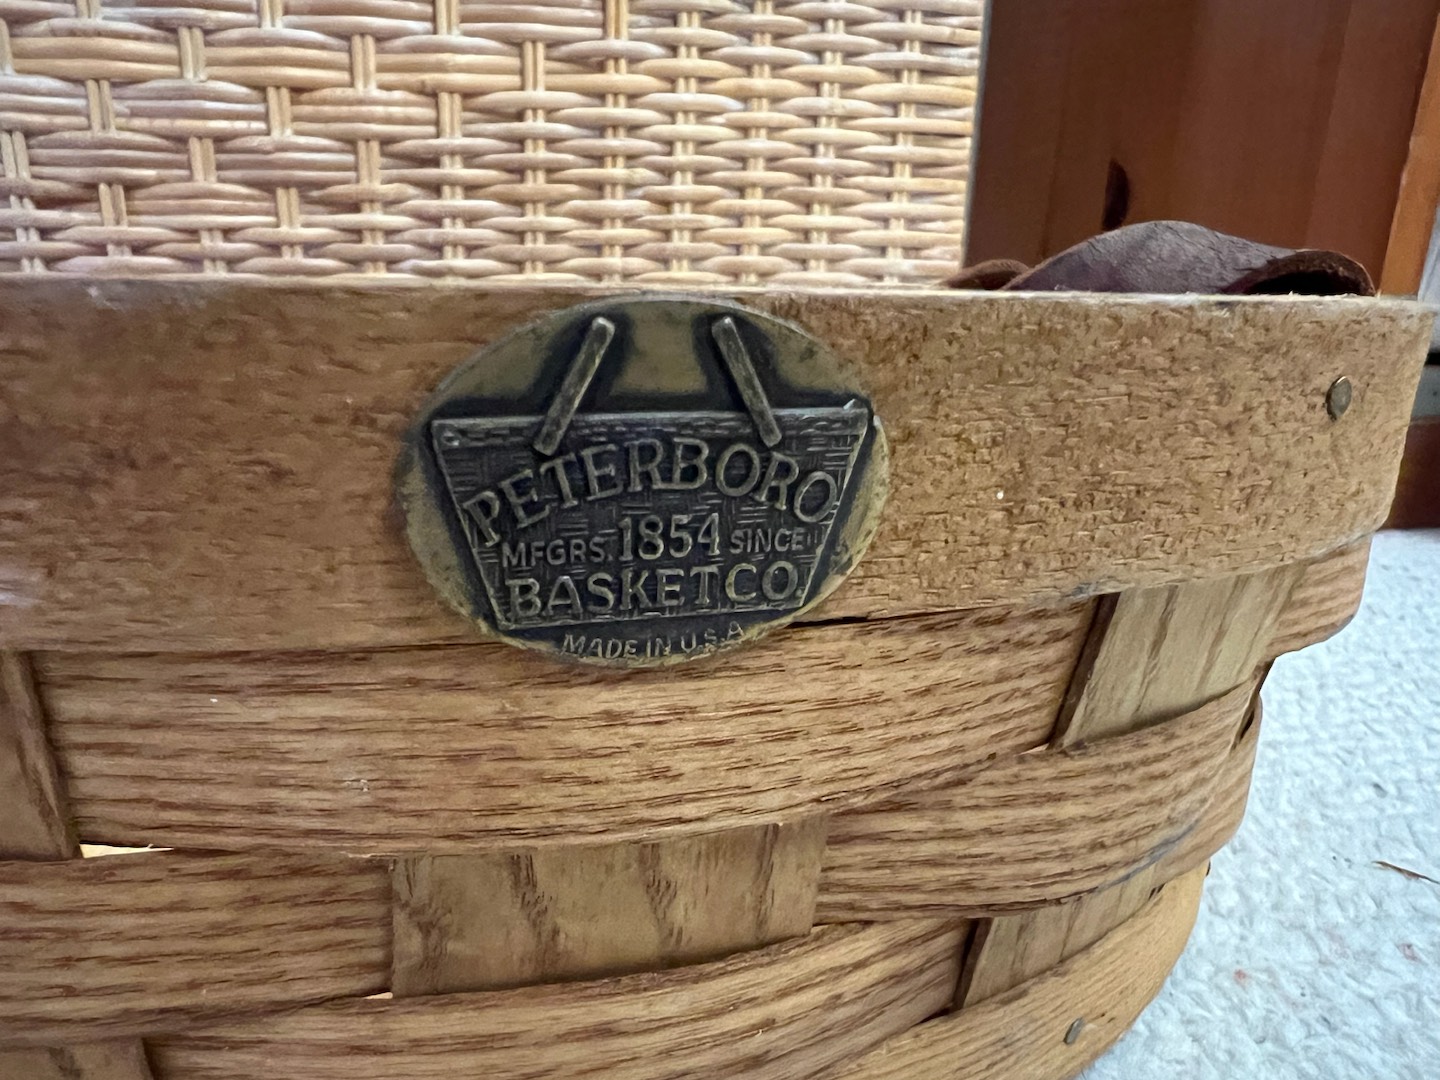 PETERBORO
MFGRS. 1854 SINCE
BASKET CO.
MADE IN U.S.A